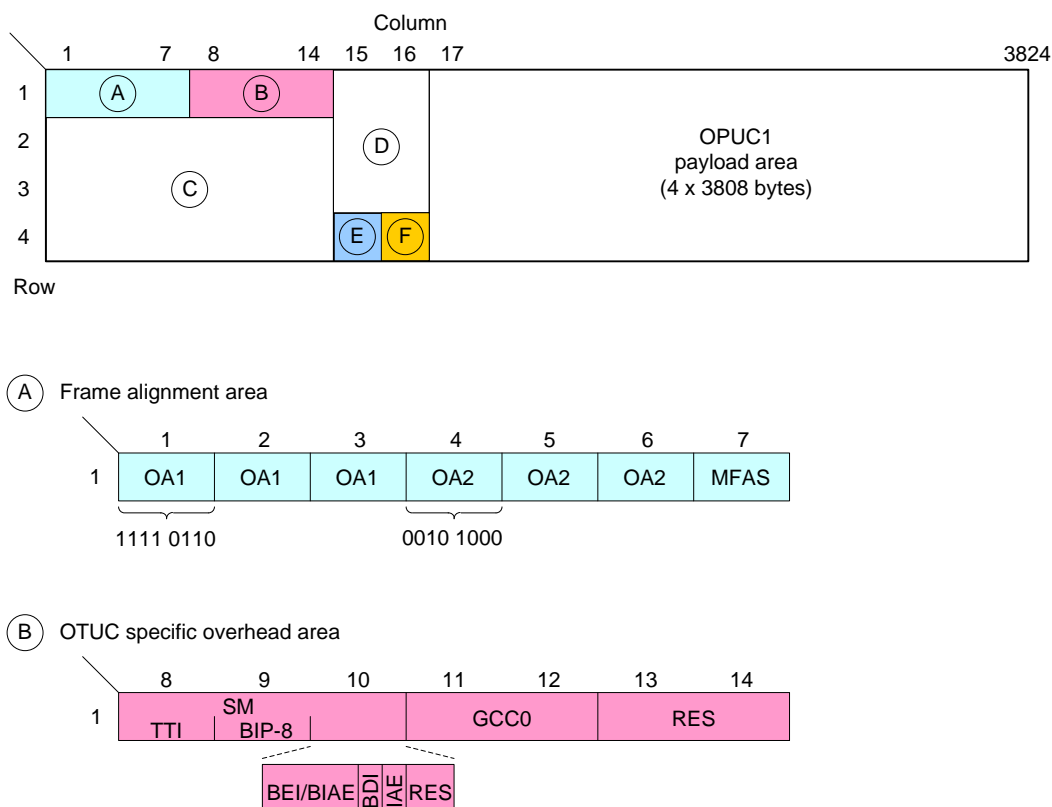 Column
1 7 8 14 15 16 17 3824
1 A B
2 D OPUC1
payload area
3 C (4 x 3808 bytes)
4 E F
Row
A Frame alignment area
1 2 3 4 5 6 7
1 OA1 OA1 OA1 OA2 OA2 OA2 MFAS
1111 0110 0010 1000
B OTUC specific overhead area
8 9 10 11 12 13 14
1 SM GCC0 RES
TTI BIP-8
BEI/BIAE BDI IAE RES